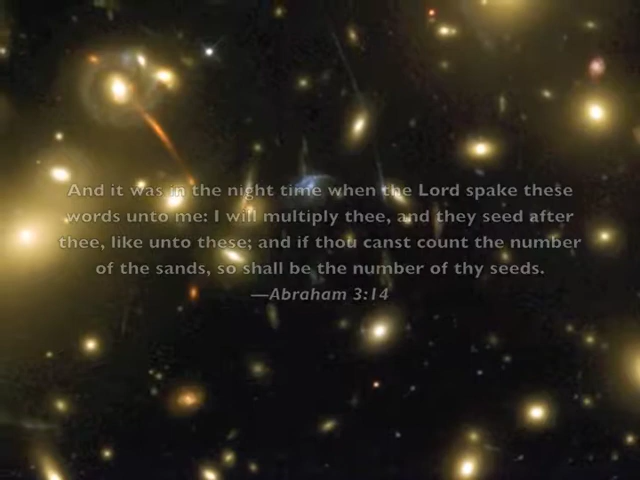 And it was in the night time when the Lord spake these
words unto me: I will multiply thee, and they seed after
thee, like unto these; and if thou canst count the number
of the sands, so shall be the number of thy seeds.
—Abraham 3:14